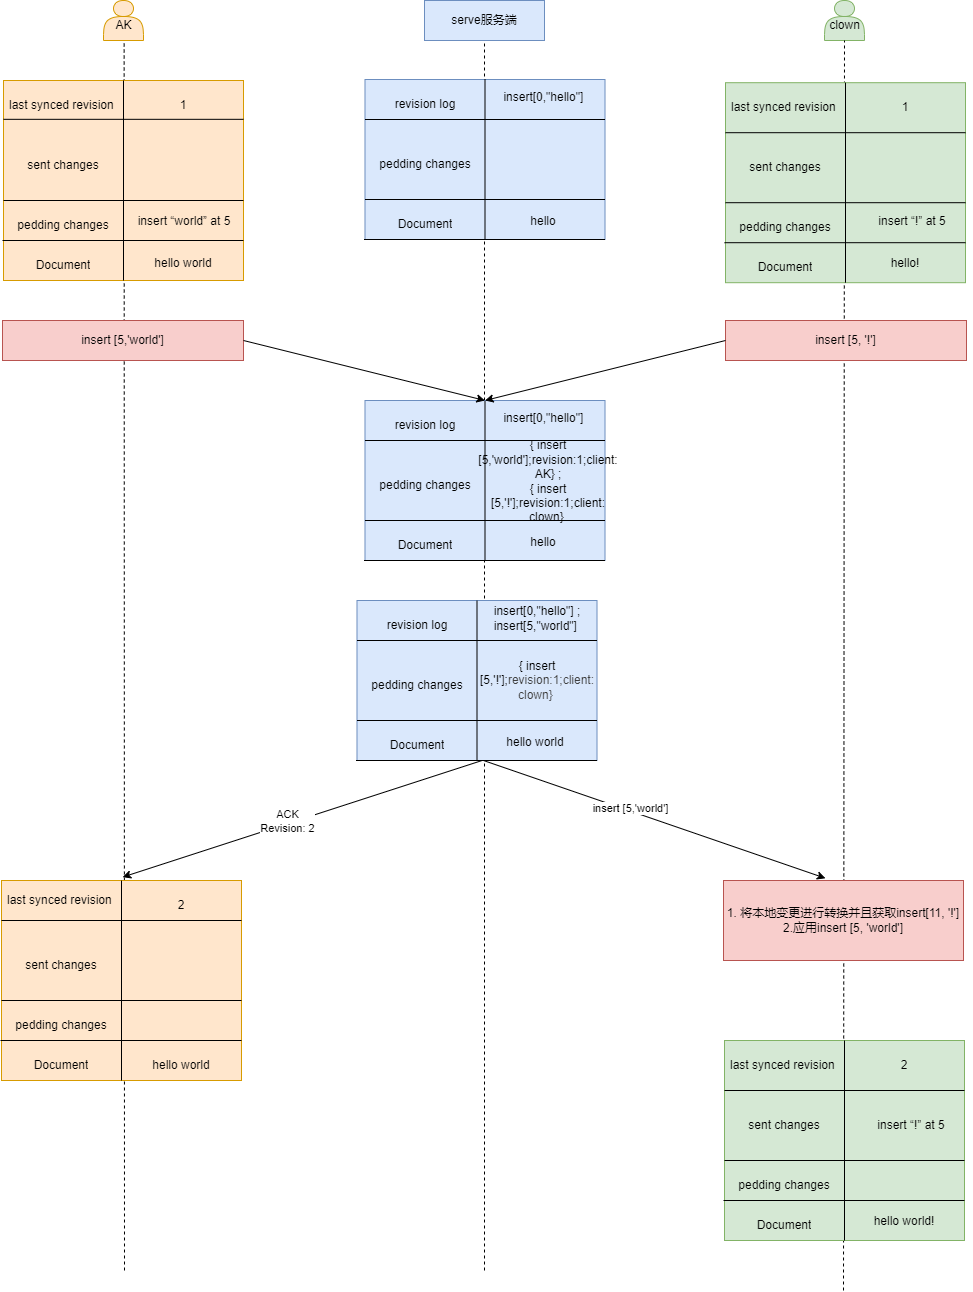 AK
serve服务端
clown
last synced revision
1
sent changes
pedding changes
insert “world” at 5
Document
hello world
revision log
insert[0,"hello"]
pedding changes
Document
hello
last synced revision
1
sent changes
pedding changes
insert “!” at 5
Document
hello!
insert [5,'world']
insert [5, '!']
revision log
insert[0,"hello"]
pedding changes
{ insert
[5,'world'];revision:1;client:
AK} ;
{ insert
[5,'!'];revision:1;client:
clown}
Document
hello
revision log
insert[0,"hello"] ;
insert[5,"world"]
pedding changes
{ insert
[5,'!'];revision:1;client:
clown}
Document
hello world
ACK
Revision: 2
insert [5,'world']
last synced revision
2
sent changes
pedding changes
Document
hello world
1. 将本地变更进行转换并且获取insert[11, '!']
2.应用insert [5, 'world']
last synced revision
2
sent changes
insert “!” at 5
pedding changes
Document
hello world!